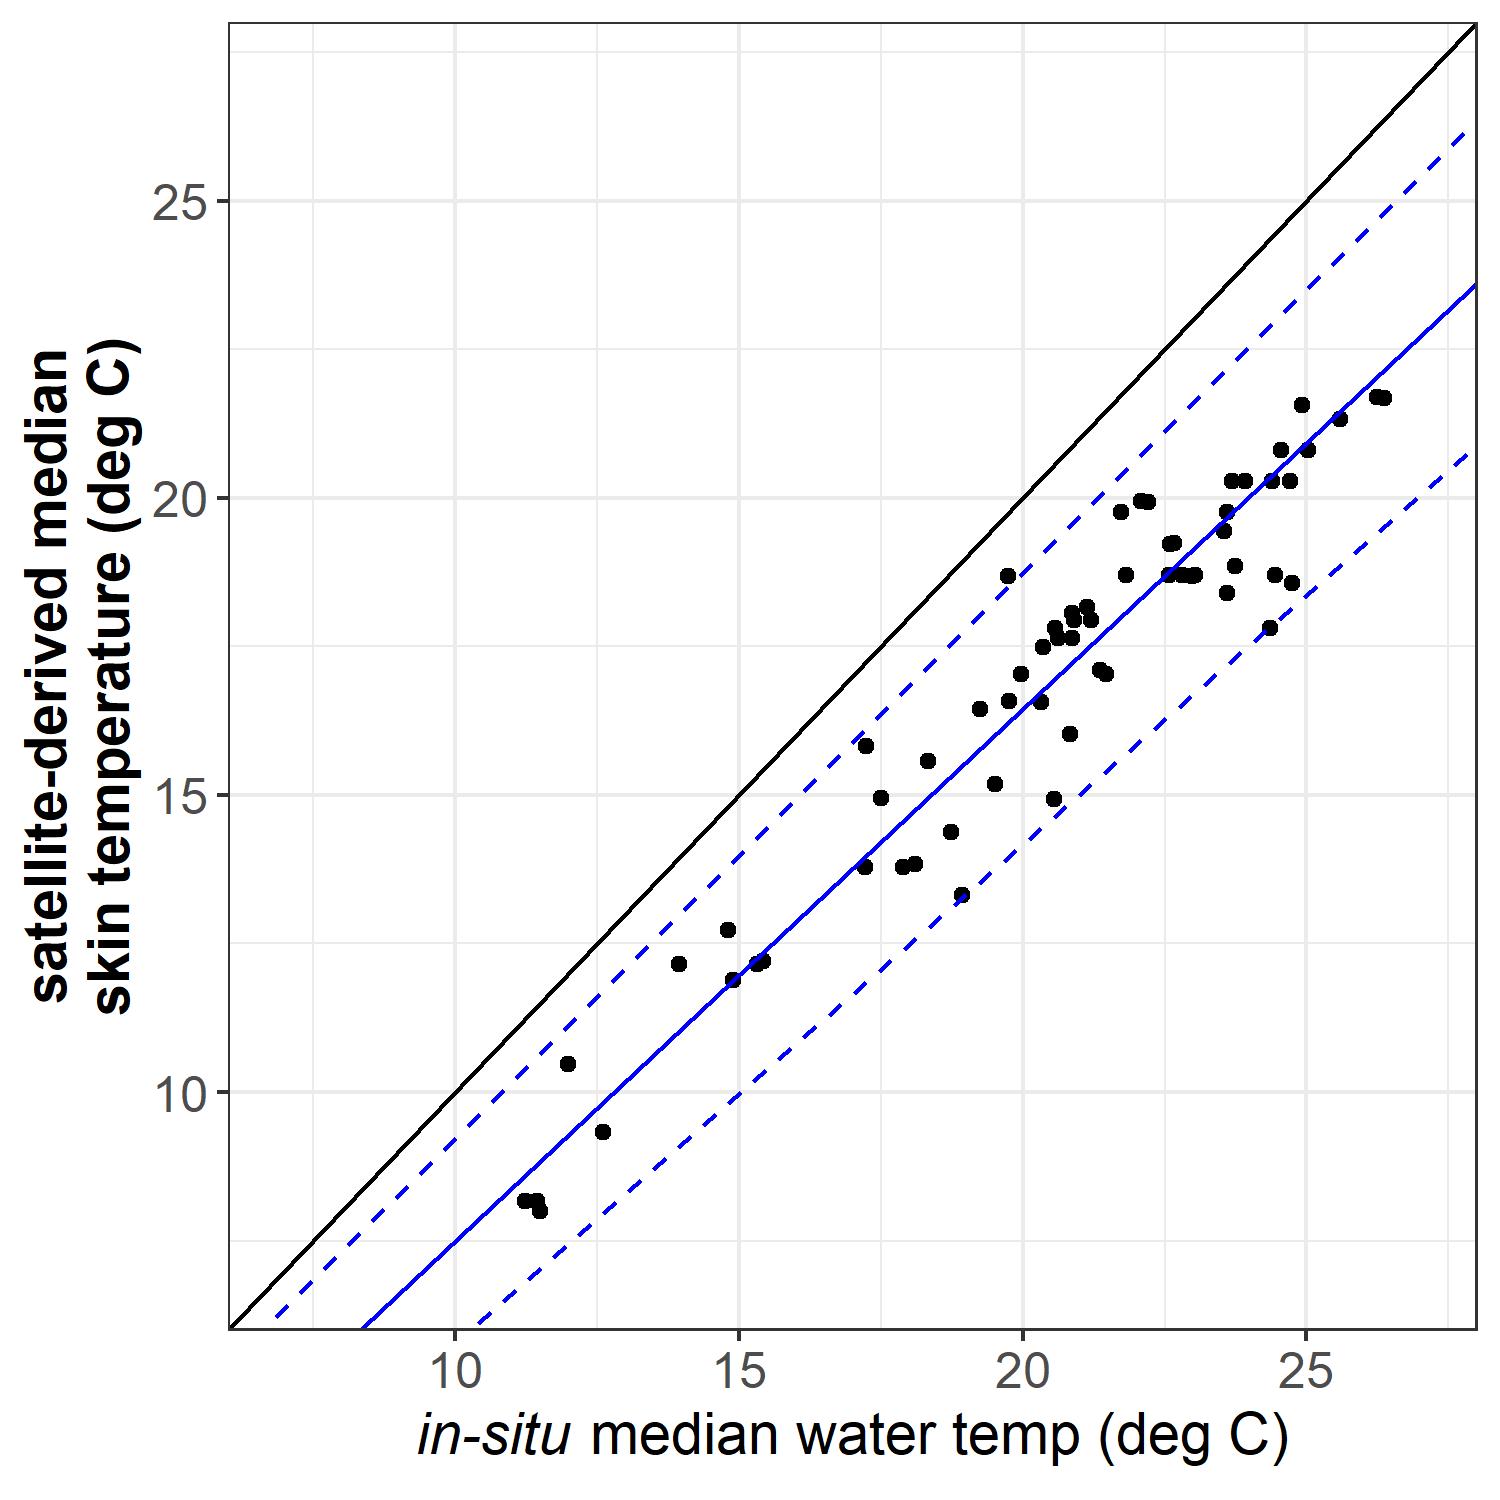 satellite-derived median
skin temperature (deg C)
25
20
15
10
10 15 20 25
in-situ median water temp (deg C)